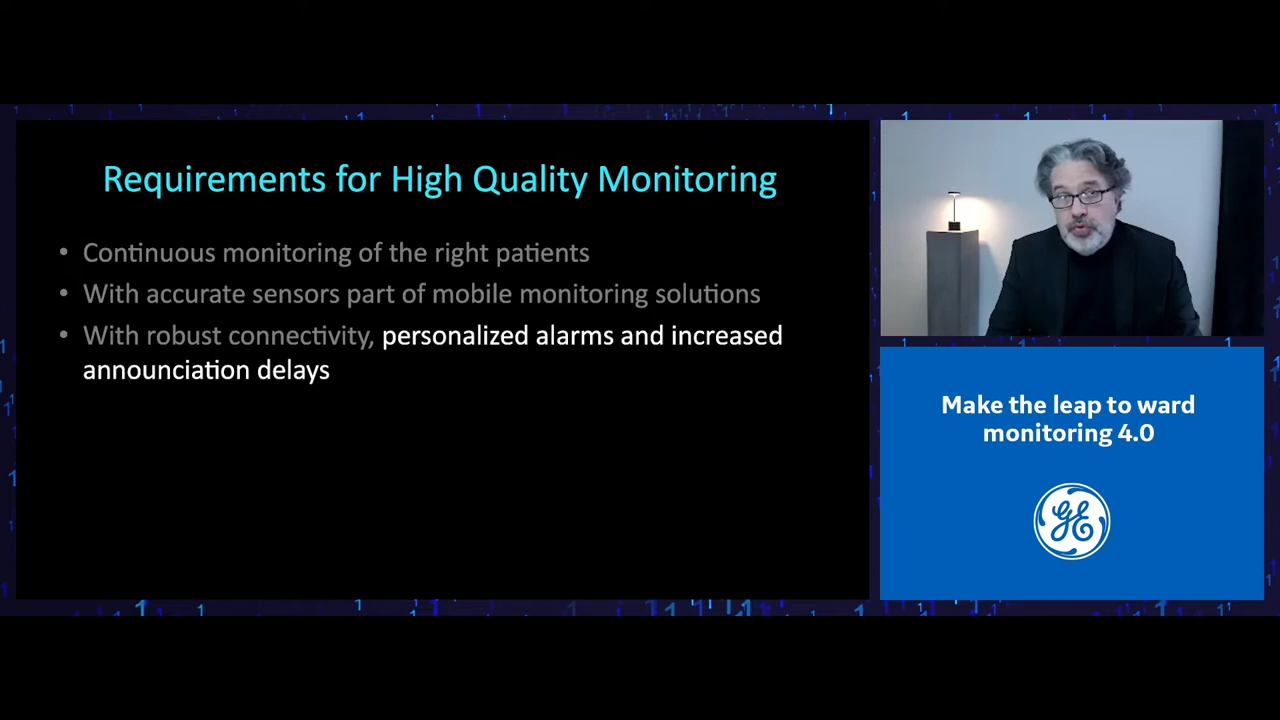 Requirements for High Quality Monitoring
• Continuous monitoring of the right patients
• With accurate sensors part of mobile monitoring solutions
• With robust connectivity, personalized alarms and increased
announciation delays
Make the leap to ward
monitoring 4.0
GE